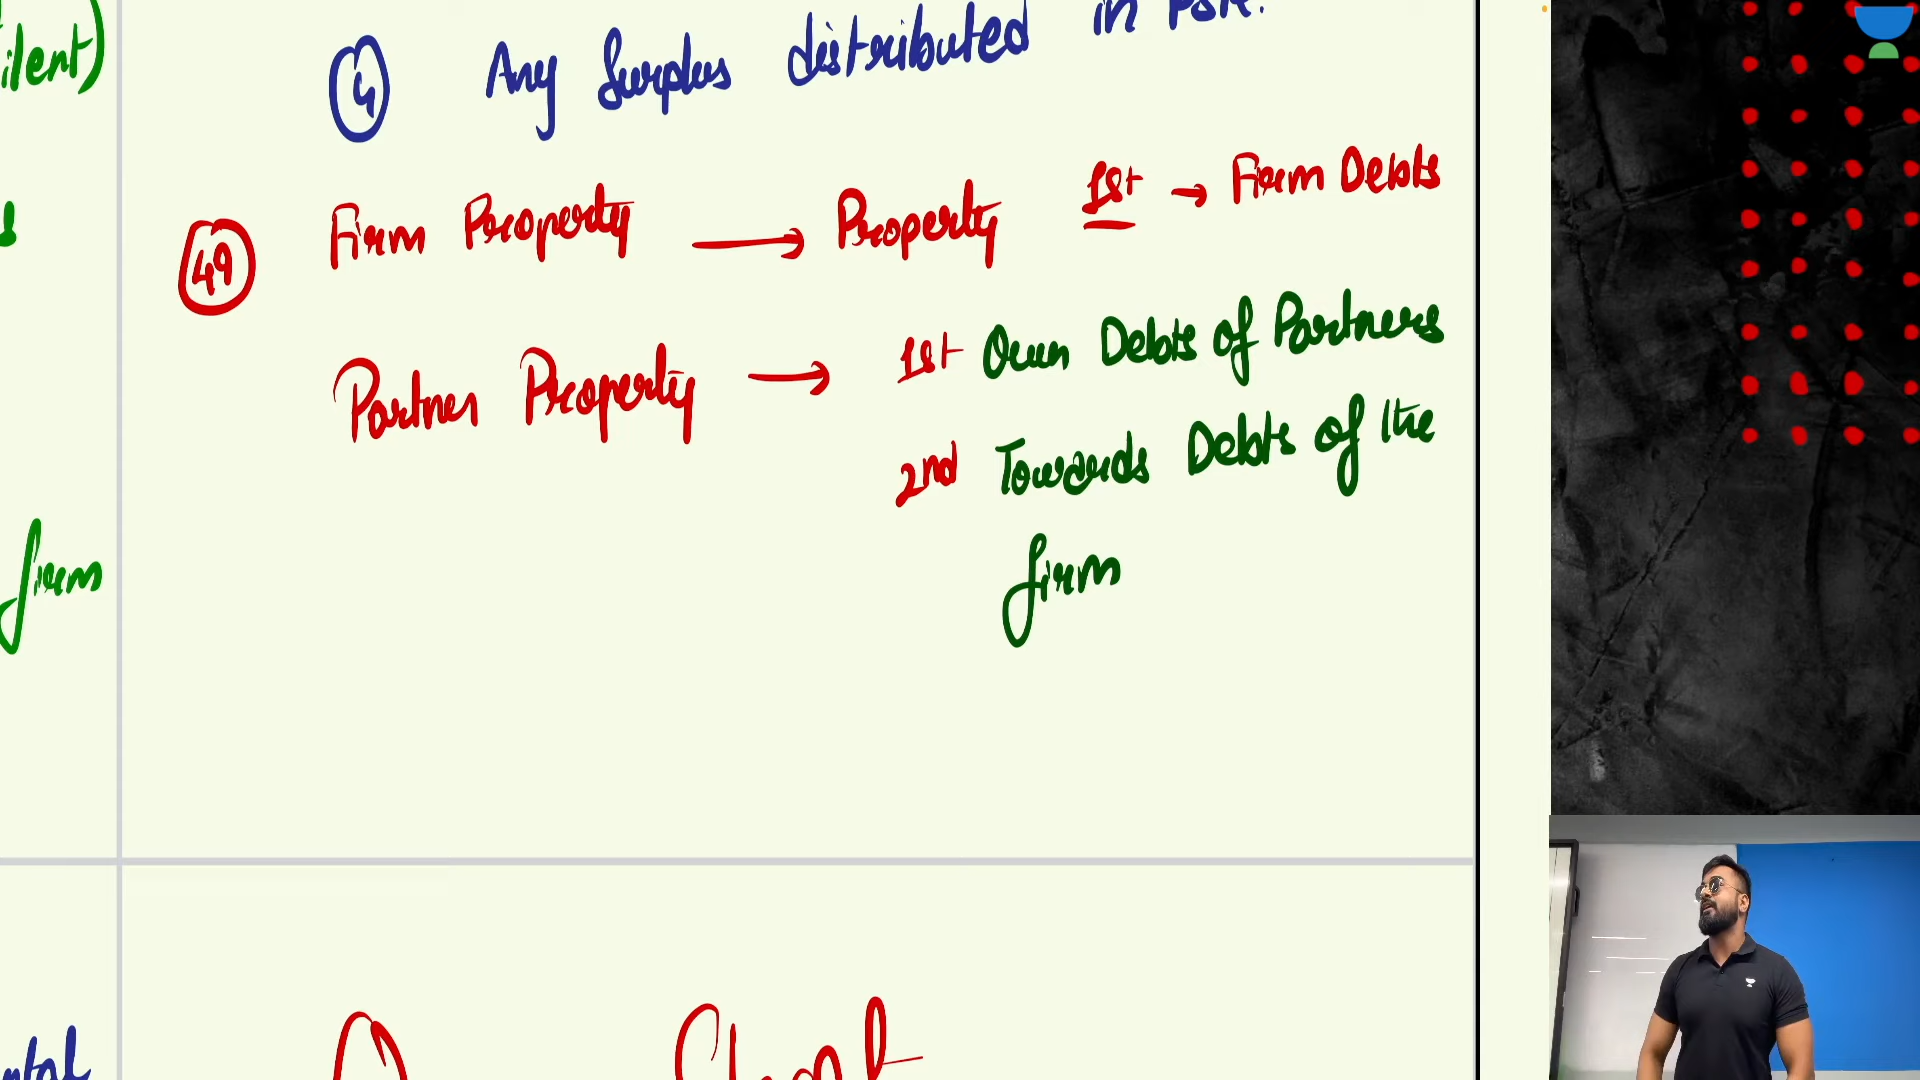 ilent)
④ Any Surplus distributed in PSR.
㊾ Firm Property → Property 1st → Firm Debts
Partner Property → 1st Own Debts of Partners
2nd Towards Debts of the
firm
firm